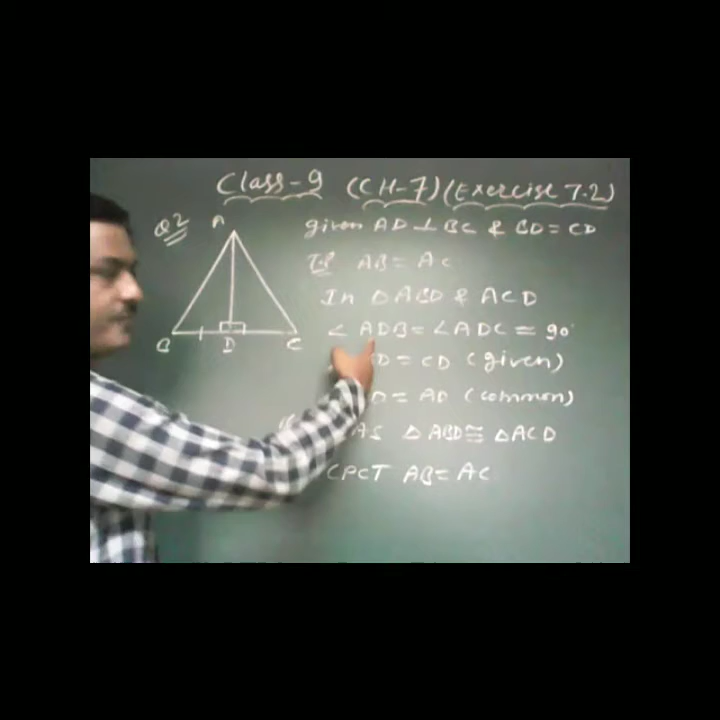 Class-9 (CH-7)(Exercise 7.2)
Q2
given AD ⊥ BC & BD = CD
T.P AB = AC
In △ABD & ACD
∠ADB = ∠ADC = 90°
D = CD (given)
D = AD (common)
AS △ABD ≅ △ACD
CPCT AB = AC
A
B D C